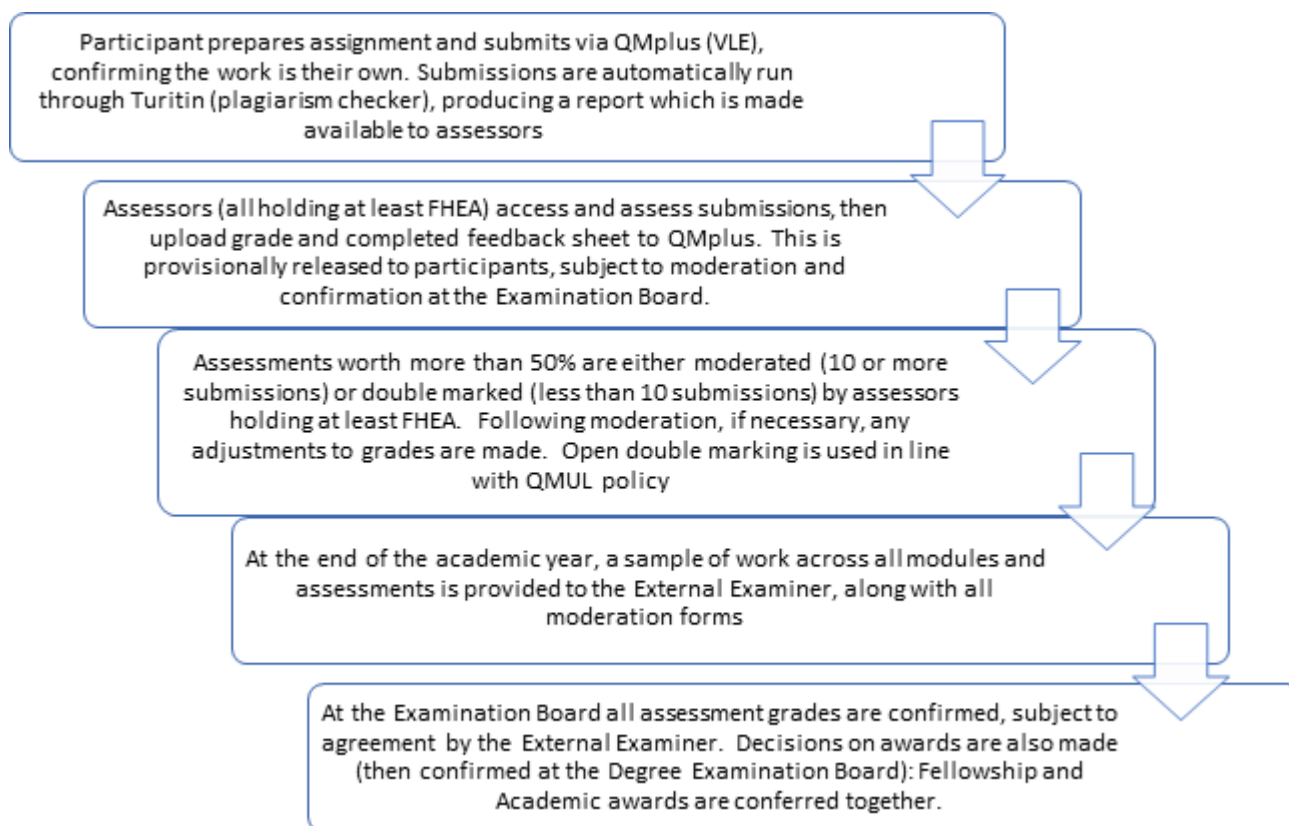 Participant prepares assignment and submits via QMplus (VLE),
confirming the work is their own. Submissions are automatically run
through Turitin (plagiarism checker), producing a report which is made
available to assessors
Assessors (all holding at least FHEA) access and assess submissions, then
upload grade and completed feedback sheet to QMplus. This is
provisionally released to participants, subject to moderation and
confirmation at the Examination Board.
Assessments worth more than 50% are either moderated (10 or more
submissions) or double marked (less than 10 submissions) by assessors
holding at least FHEA. Following moderation, if necessary, any
adjustments to grades are made. Open double marking is used in line
with QMUL policy
At the end of the academic year, a sample of work across all modules and
assessments is provided to the External Examiner, along with all
moderation forms
At the Examination Board all assessment grades are confirmed, subject to
agreement by the External Examiner. Decisions on awards are also made
(then confirmed at the Degree Examination Board): Fellowship and
Academic awards are conferred together.